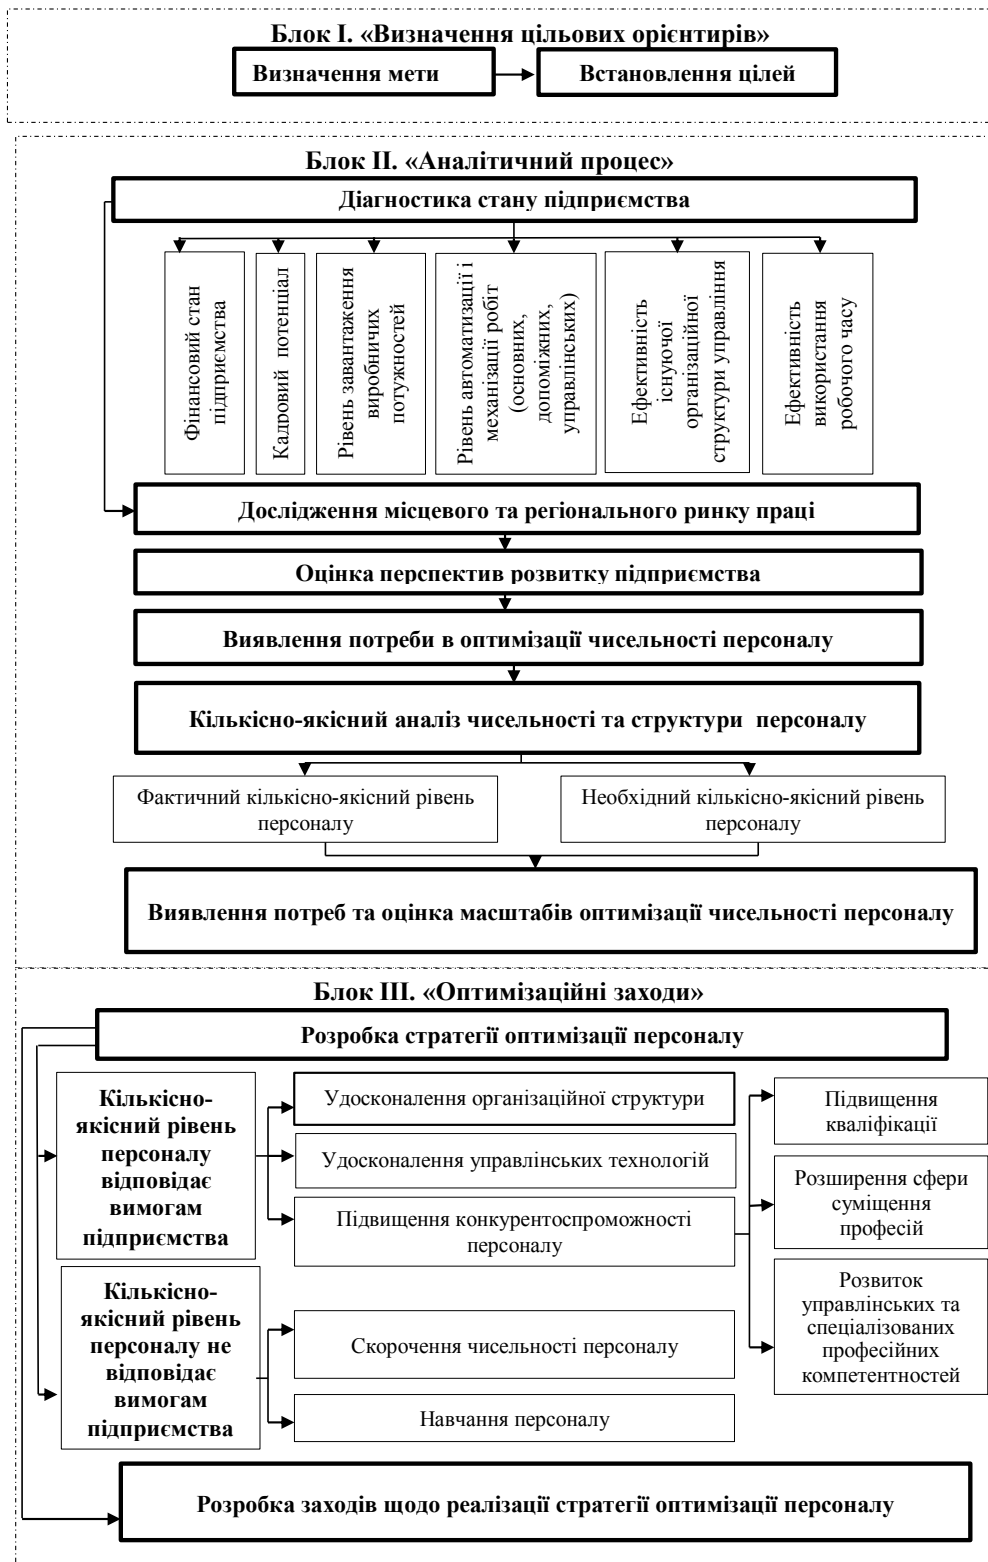 Блок І. «Визначення цільових орієнтирів»
Визначення мети
Встановлення цілей
Блок ІІ. «Аналітичний процес»
Діагностика стану підприємства
Фінансовий стан
підприємства
Кадровий потенціал
Рівень завантаження
виробничих
потужностей
Рівень автоматизації і
механізації робіт
(основних,
допоміжних,
управлінських)
Ефективність
існуючої
організаційної
структури управління
Ефективність
використання
робочого часу
Дослідження місцевого та регіонального ринку праці
Оцінка перспектив розвитку підприємства
Виявлення потреби в оптимізації чисельності персоналу
Кількісно-якісний аналіз чисельності та структури персоналу
Фактичний кількісно-якісний рівень
персоналу
Необхідний кількісно-якісний рівень
персоналу
Виявлення потреб та оцінка масштабів оптимізації чисельності персоналу
Блок ІІІ. «Оптимізаційні заходи»
Розробка стратегії оптимізації персоналу
Кількісно-
якісний рівень
персоналу
відповідає
вимогам
підприємства
Удосконалення організаційної структури
Удосконалення управлінських технологій
Підвищення конкурентоспроможності
персоналу
Підвищення
кваліфікації
Розширення сфери
суміщення
професій
Розвиток
управлінських та
спеціалізованих
професійних
компетентностей
Кількісно-
якісний рівень
персоналу не
відповідає
вимогам
підприємства
Скорочення чисельності персоналу
Навчання персоналу
Розробка заходів щодо реалізації стратегії оптимізації персоналу